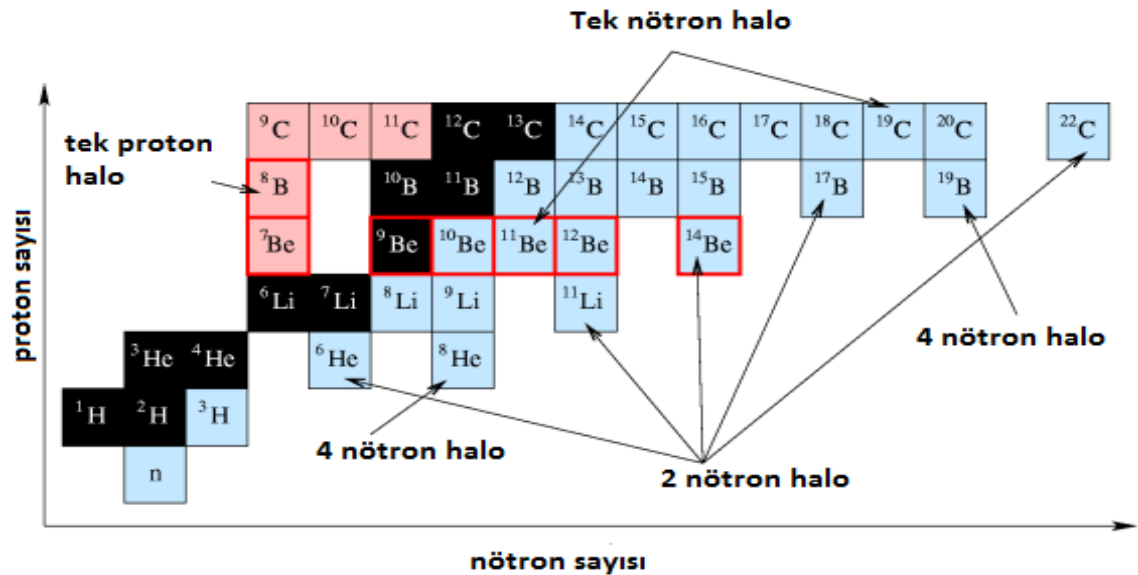 Tek nötron halo
⁹C ¹⁰C ¹¹C ¹²C ¹³C ¹⁴C ¹⁵C ¹⁶C ¹⁷C ¹⁸C ¹⁹C ²⁰C ²²C
tek proton
halo
⁸B ¹⁰B ¹¹B ¹²B ¹³B ¹⁴B ¹⁵B ¹⁷B ¹⁹B
⁷Be ⁹Be ¹⁰Be ¹¹Be ¹²Be ¹⁴Be
proton sayısı
⁶Li ⁷Li ⁸Li ⁹Li ¹¹Li
4 nötron halo
³He ⁴He ⁶He ⁸He
¹H ²H ³H
4 nötron halo
2 nötron halo
n
nötron sayısı